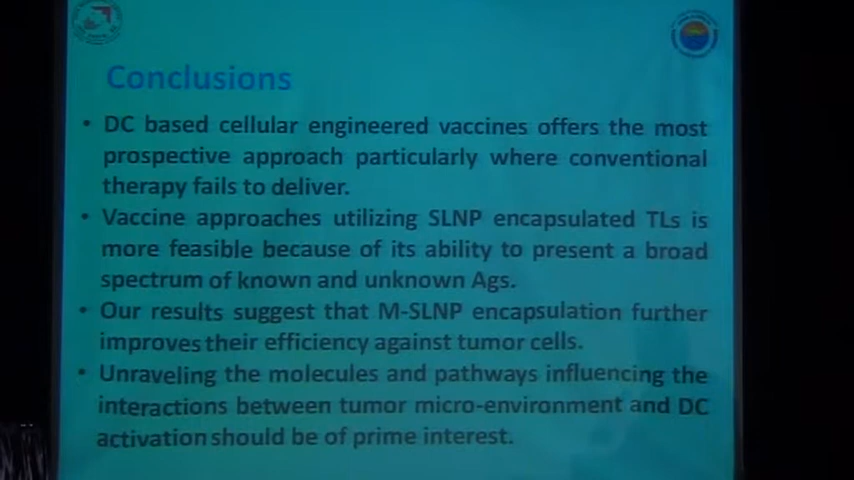 Conclusions
• DC based cellular engineered vaccines offers the most
prospective approach particularly where conventional
therapy fails to deliver.
• Vaccine approaches utilizing SLNP encapsulated TLs is
more feasible because of its ability to present a broad
spectrum of known and unknown Ags.
• Our results suggest that M-SLNP encapsulation further
improves their efficiency against tumor cells.
• Unraveling the molecules and pathways influencing the
interactions between tumor micro-environment and DC
activation should be of prime interest.